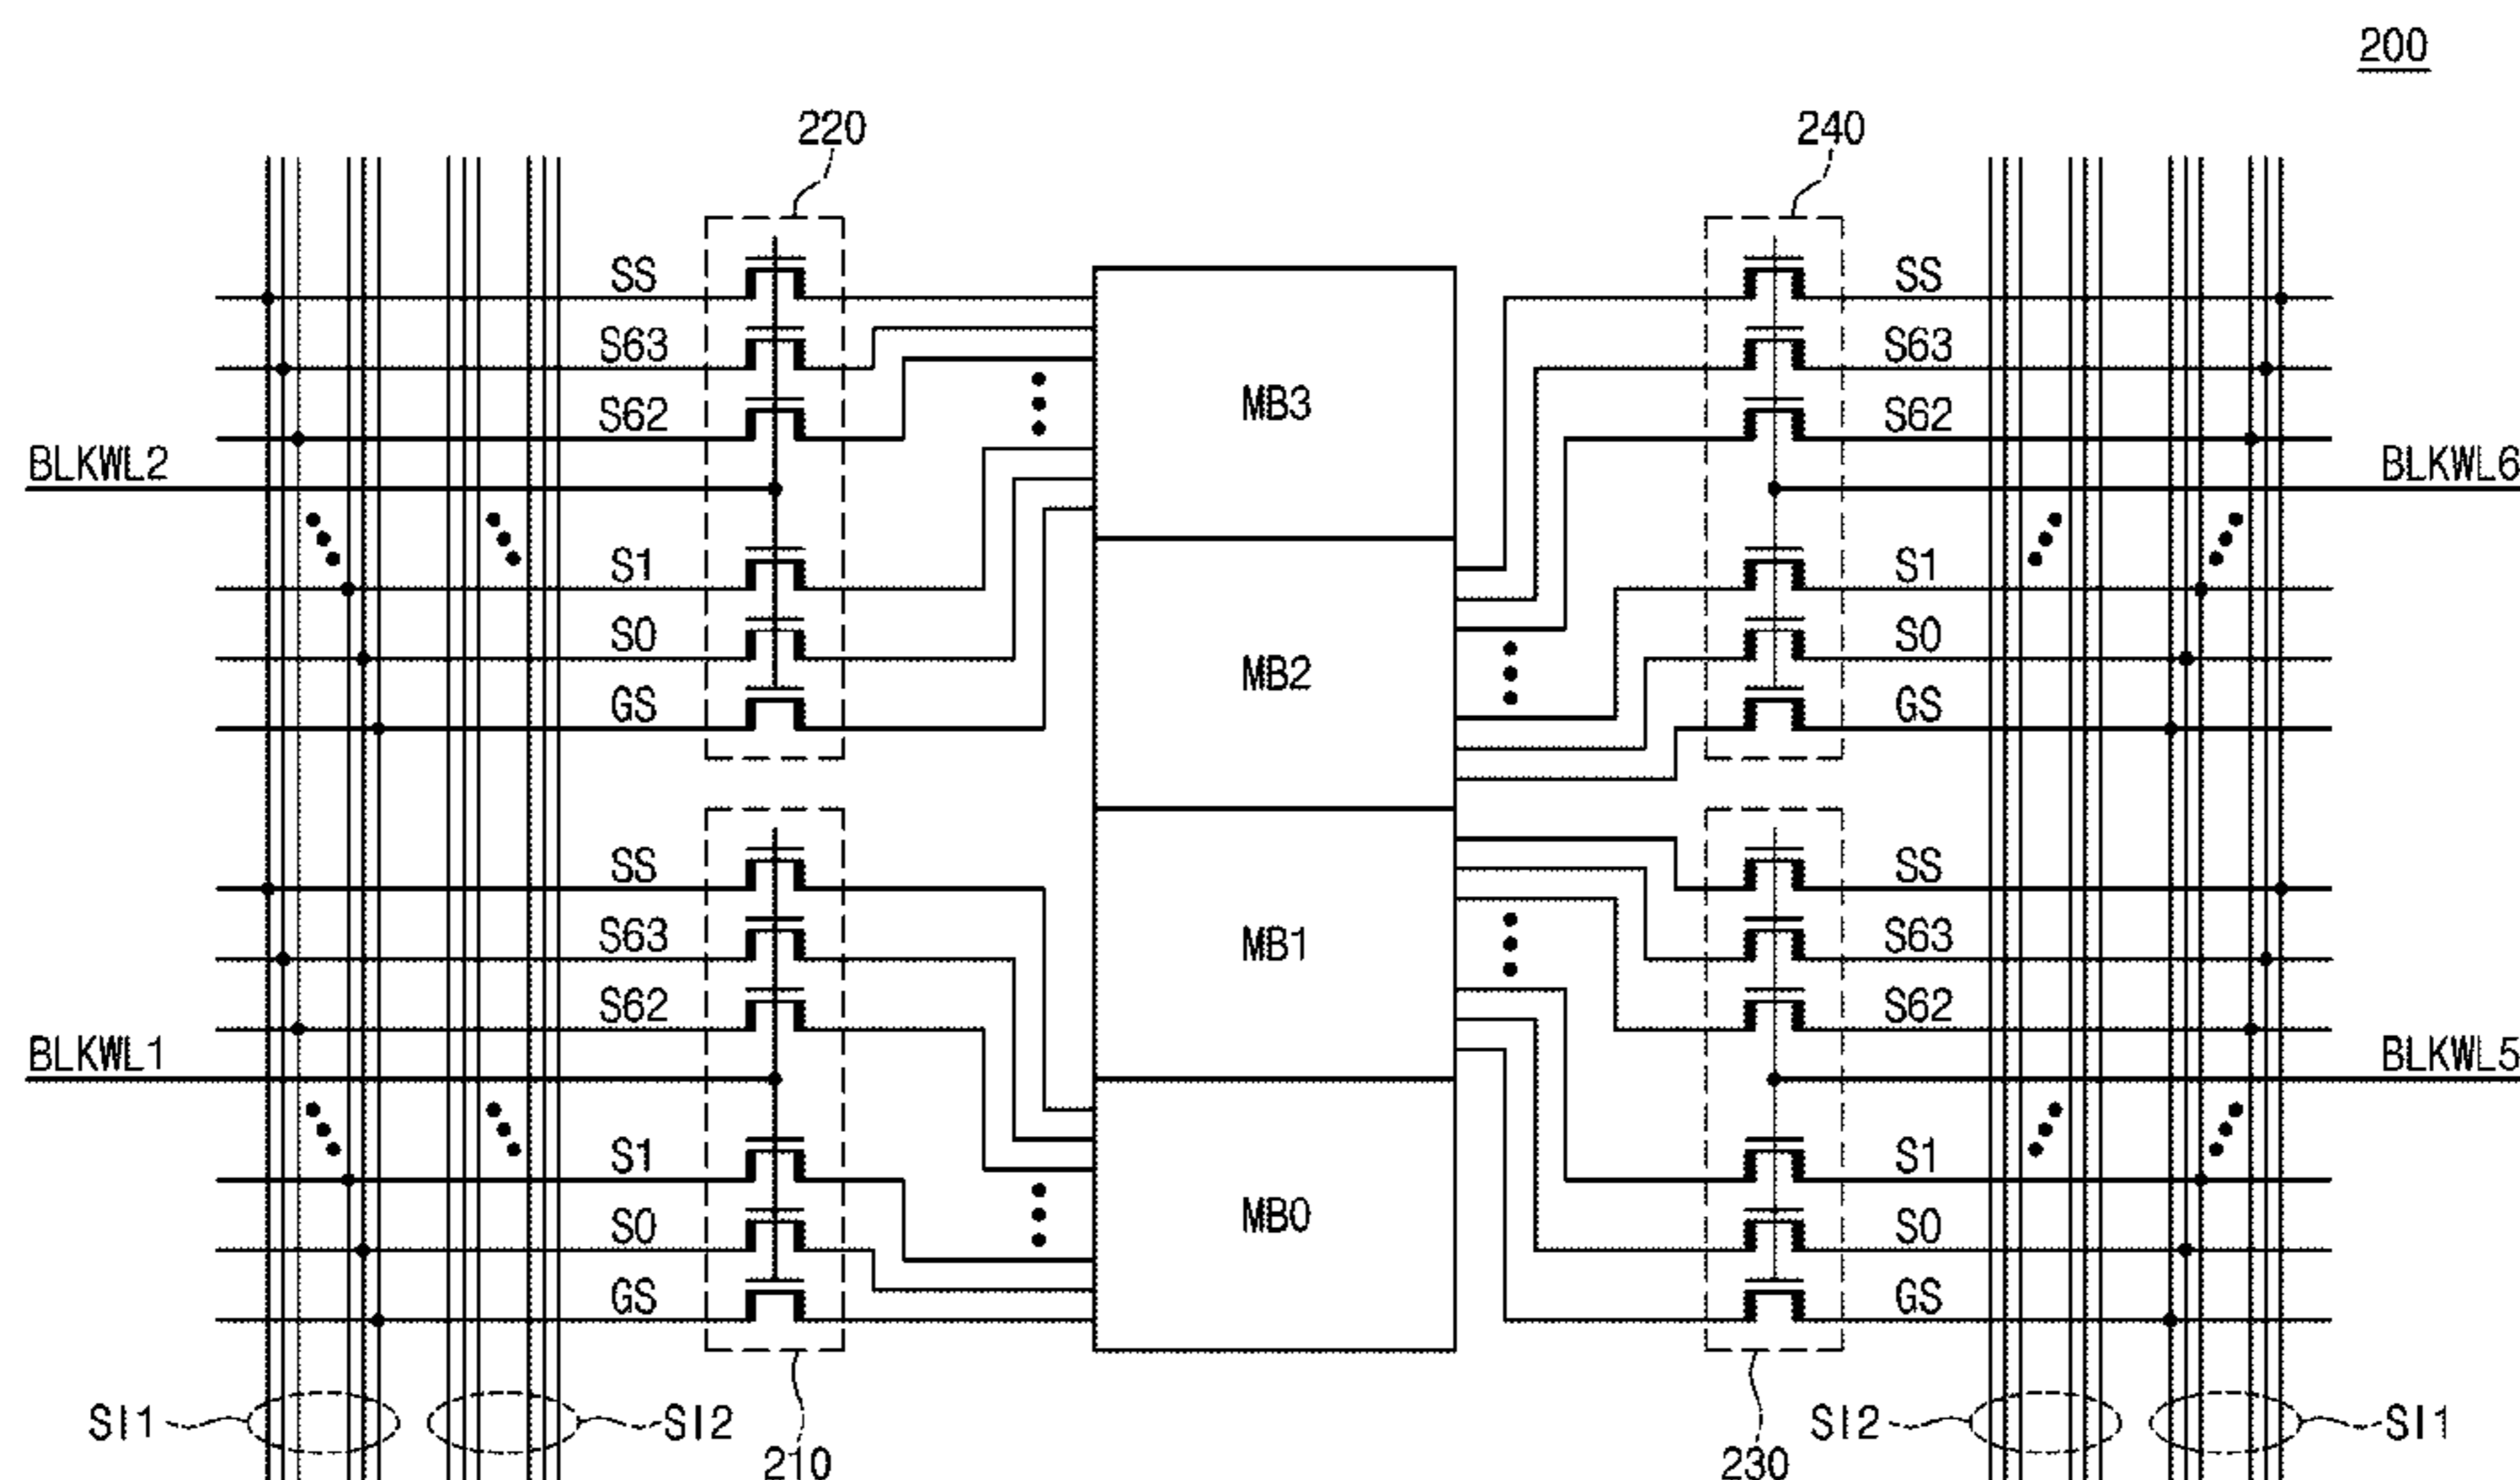 200
220 240
SS SS
S63 S63
S62 MB3 S62
BLKWL2 BLKWL6
S1 S1
S0 MB2 S0
GS GS
SS SS
S63 MB1 S63
S62 S62
BLKWL1 BLKWL5
S1 S1
S0 MB0 S0
GS GS
SI1 SI2 SI2 SI1
210 230